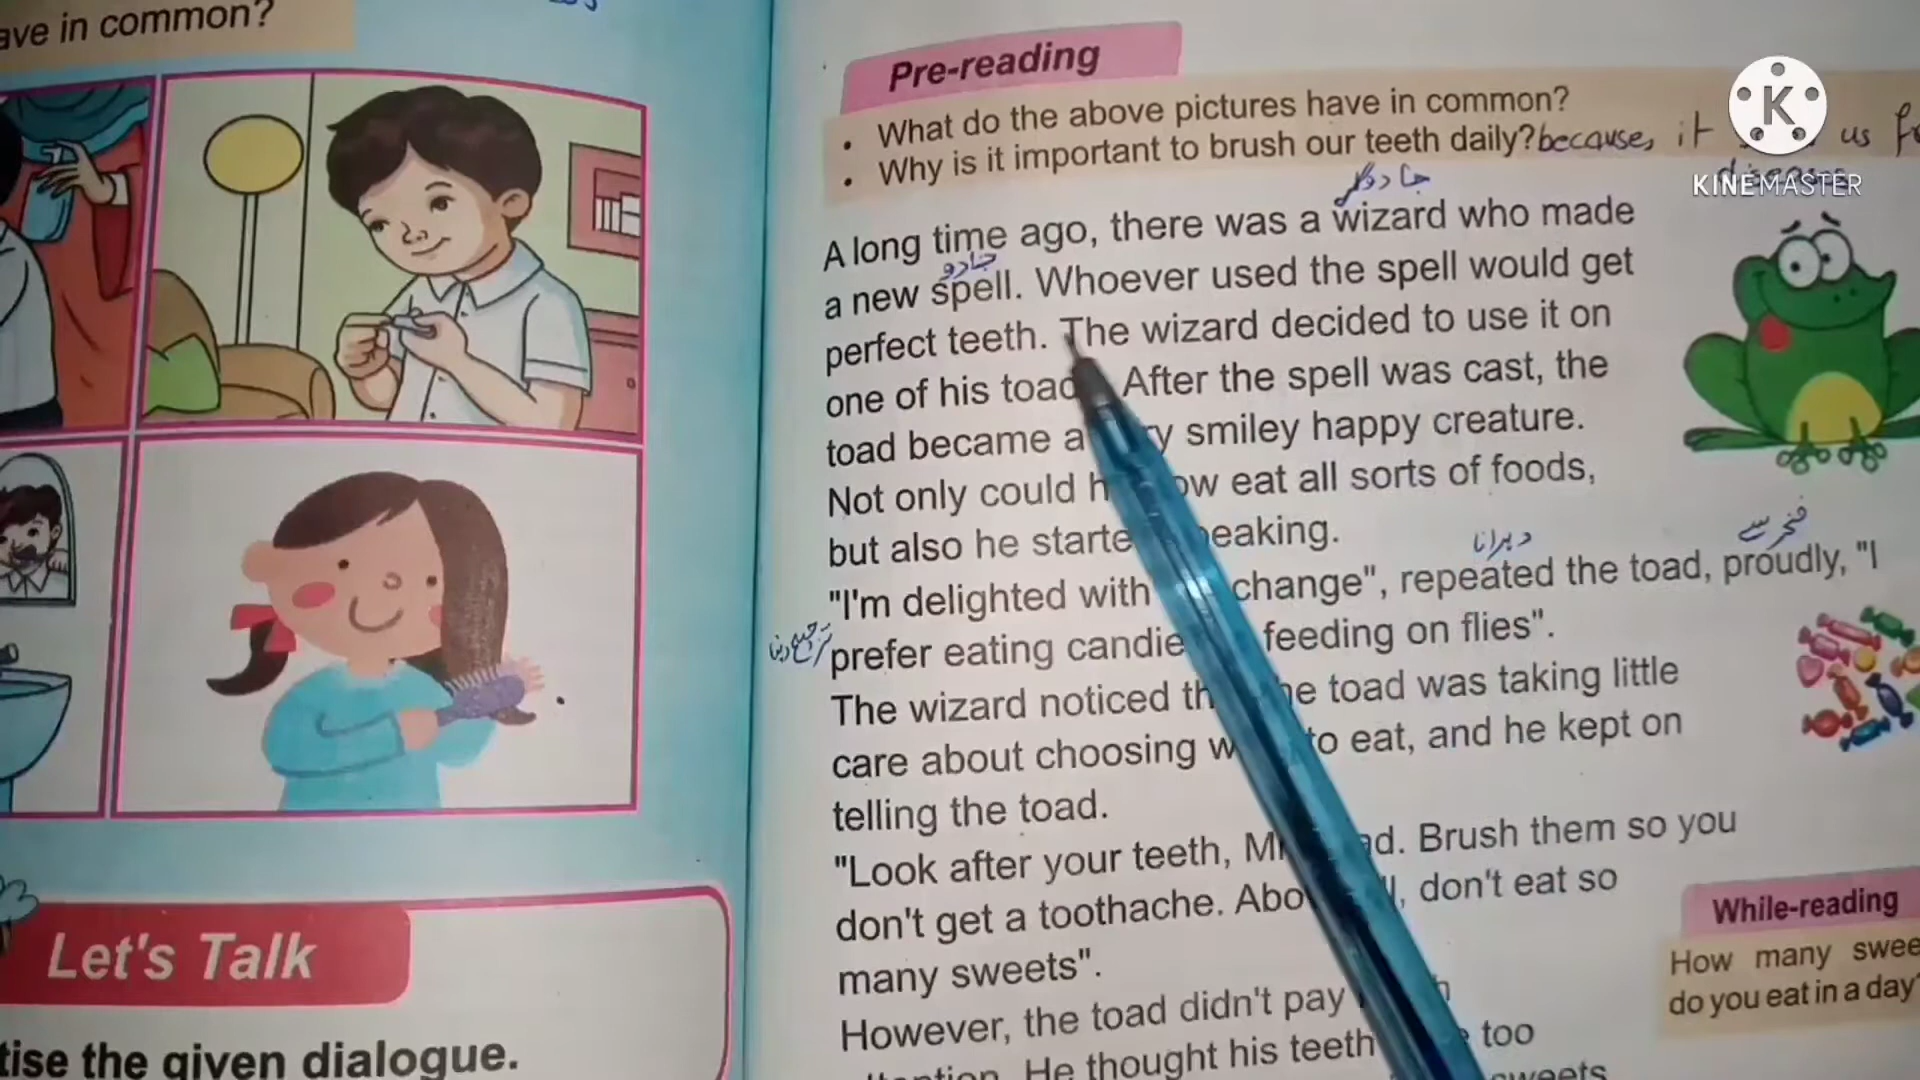 ave in common?
Pre-reading
• What do the above pictures have in common?
• Why is it important to brush our teeth daily? because, it us
KINEMASTER
جادوگر
A long time ago, there was a wizard who made
جادو
a new spell. Whoever used the spell would get
perfect teeth. The wizard decided to use it on
one of his toad After the spell was cast, the
toad became a smiley happy creature.
Not only could eat all sorts of foods,
but also he starte eaking.
دہرانا فخر سے
"I'm delighted with change", repeated the toad, proudly, "I
ترجیح دینا
prefer eating candie feeding on flies".
The wizard noticed the toad was taking little
care about choosing to eat, and he kept on
telling the toad.
"Look after your teeth, Brush them so you
don't get a toothache. don't eat so
many sweets".
However, the toad didn't pay
He thought his teeth too
sweets
While-reading
How many swee
do you eat in a day?
Let's Talk
tise the given dialogue.